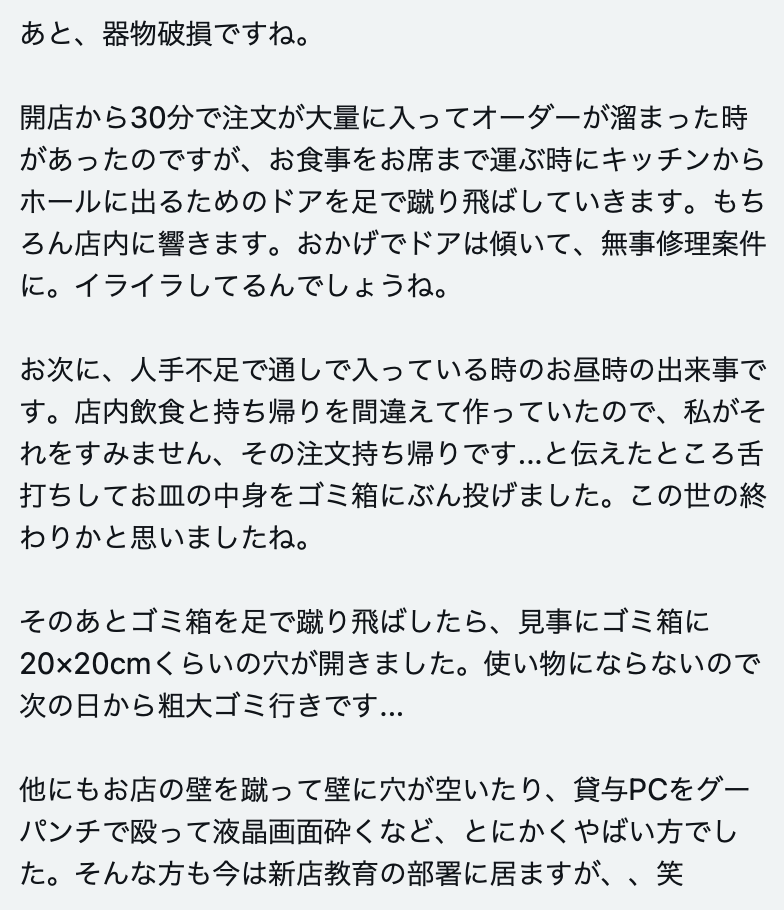 あと、器物破損ですね。
開店から30分で注文が大量に入ってオーダーが溜まった時
があったのですが、お食事をお席まで運ぶ時にキッチンから
ホールに出るためのドアを足で蹴り飛ばしていきます。もち
ろん店内に響きます。おかげでドアは傾いて、無事修理案件
に。イライラしてるんでしょうね。
お次に、人手不足で通しで入っている時のお昼時の出来事で
す。店内飲食と持ち帰りを間違えて作っていたので、私がそ
れをすみません、その注文持ち帰りです...と伝えたところ舌
打ちしてお皿の中身をゴミ箱にぶん投げました。この世の終
わりかと思いましたね。
そのあとゴミ箱を足で蹴り飛ばしたら、見事にゴミ箱に
20×20cmくらいの穴が開きました。使い物にならないので
次の日から粗大ゴミ行きです...
他にもお店の壁を蹴って壁に穴が空いたり、貸与PCをグー
パンチで殴って液晶画面砕くなど、とにかくやばい方でし
た。そんな方も今は新店教育の部署に居ますが、、笑